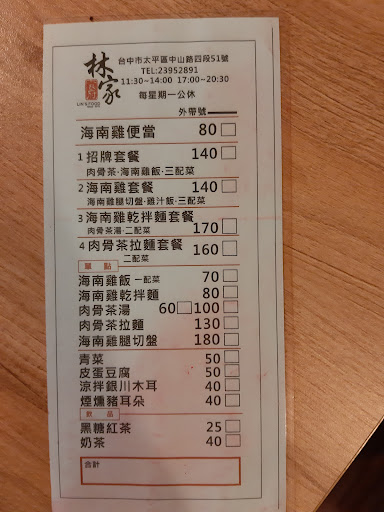 林家
LIN'S FOOD
台中市太平區中山路四段51號
TEL:23952891
11:30~14:00 17:00~20:30
每星期一公休
外帶號
海南雞便當 80
1 招牌套餐 140
肉骨茶·海南雞飯·三配菜
2 海南雞套餐 140
海南雞腿切盤·雞汁飯·三配菜
3 海南雞乾拌麵套餐
肉骨茶湯·二配菜 170
4 肉骨茶拉麵套餐 160
二配菜
單點
海南雞飯 一配菜 70
海南雞乾拌麵 80
肉骨茶湯 60 100
肉骨茶拉麵 130
海南雞腿切盤 180
青菜 50
皮蛋豆腐 50
涼拌銀川木耳 40
煙燻豬耳朵 40
飲品
黑糖紅茶 25
奶茶 40
合計